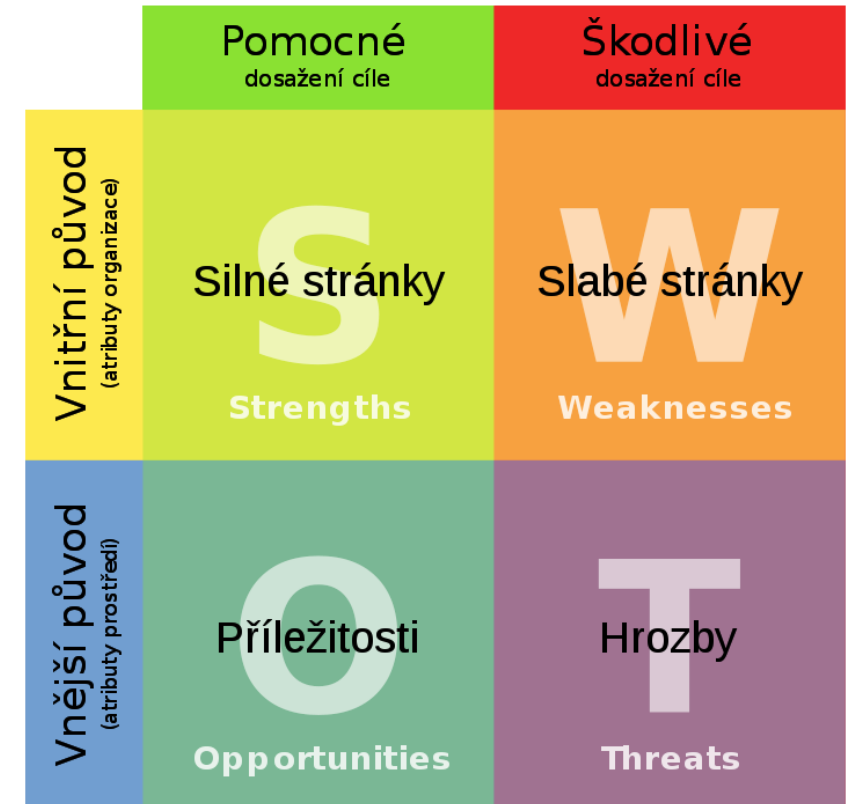 Pomocné
dosažení cíle
Škodlivé
dosažení cíle
Vnitřní původ
(atributy organizace)
S
Silné stránky
Strengths
W
Slabé stránky
Weaknesses
Vnější původ
(atributy prostředí)
O
Příležitosti
Opportunities
T
Hrozby
Threats